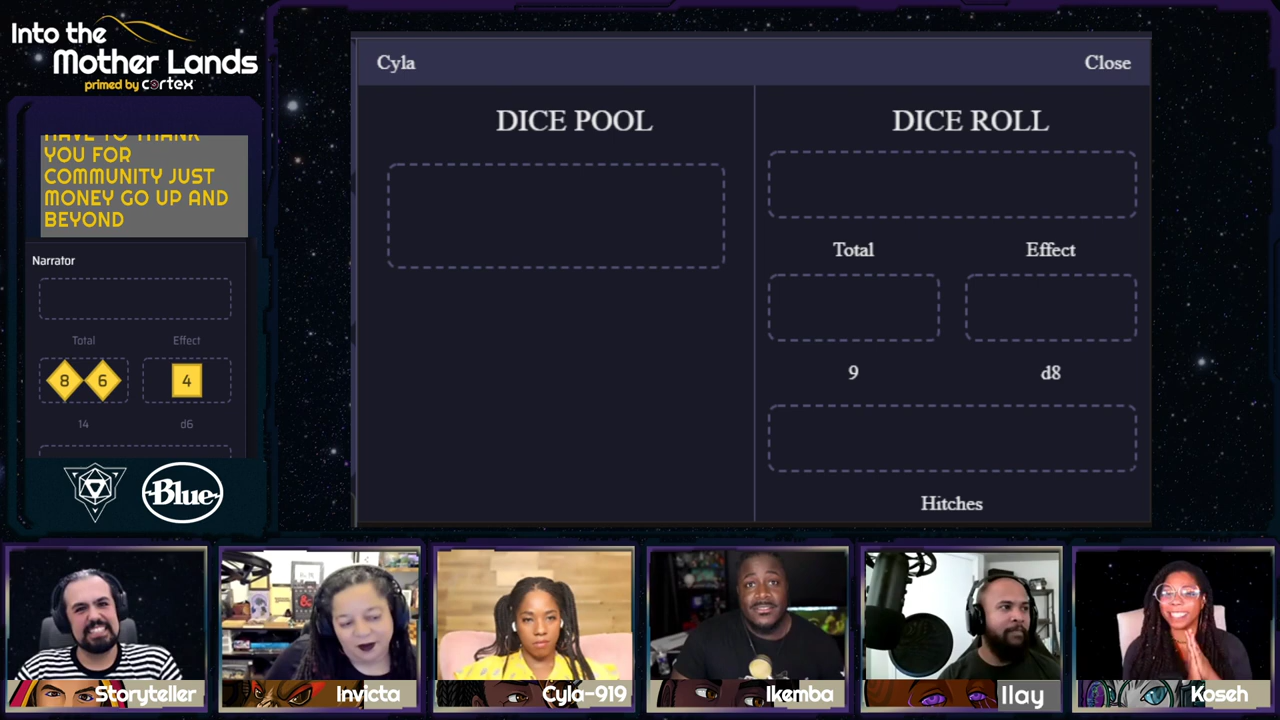 Into the
Mother Lands
primed by cortex
HAVE TO THANK
YOU FOR
COMMUNITY JUST
MONEY GO UP AND
BEYOND
Narrator
Total
Effect
8
6
4
14
d6
Blue
Cyla
Close
DICE POOL
DICE ROLL
Total
Effect
9
d8
Hitches
Storyteller
Invicta
Cyla-919
Ikemba
Ilay
Koseh